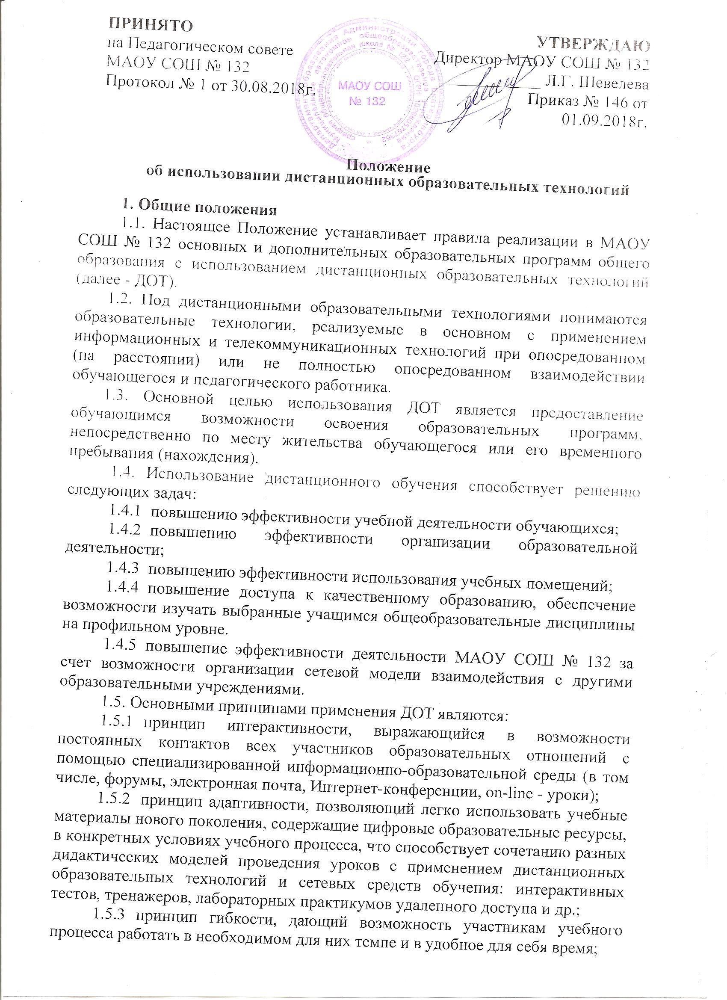 ПРИНЯТО
на Педагогическом совете
МАОУ СОШ № 132
Протокол № 1 от 30.08.2018г.
УТВЕРЖДАЮ
Директор МАОУ СОШ № 132
Л.Г. Шевелева
Приказ № 146 от
01.09.2018г.
Департамент образования Администрации города Екатеринбурга
Муниципальное автономное общеобразовательное учреждение
средняя общеобразовательная школа № 132 * ОГРН 1026605767352
МАОУ СОШ
№ 132
Положение
об использовании дистанционных образовательных технологий
1. Общие положения
1.1. Настоящее Положение устанавливает правила реализации в МАОУ
СОШ № 132 основных и дополнительных образовательных программ общего
образования с использованием дистанционных образовательных технологий
(далее - ДОТ).
1.2. Под дистанционными образовательными технологиями понимаются
образовательные технологии, реализуемые в основном с применением
информационных и телекоммуникационных технологий при опосредованном
(на расстоянии) или не полностью опосредованном взаимодействии
обучающегося и педагогического работника.
1.3. Основной целью использования ДОТ является предоставление
обучающимся возможности освоения образовательных программ,
непосредственно по месту жительства обучающегося или его временного
пребывания (нахождения).
1.4. Использование дистанционного обучения способствует решению
следующих задач:
1.4.1 повышению эффективности учебной деятельности обучающихся;
1.4.2 повышению эффективности организации образовательной
деятельности;
1.4.3 повышению эффективности использования учебных помещений;
1.4.4 повышение доступа к качественному образованию, обеспечение
возможности изучать выбранные учащимся общеобразовательные дисциплины
на профильном уровне.
1.4.5 повышение эффективности деятельности МАОУ СОШ № 132 за
счет возможности организации сетевой модели взаимодействия с другими
образовательными учреждениями.
1.5. Основными принципами применения ДОТ являются:
1.5.1 принцип интерактивности, выражающийся в возможности
постоянных контактов всех участников образовательных отношений с
помощью специализированной информационно-образовательной среды (в том
числе, форумы, электронная почта, Интернет-конференции, on-line - уроки);
1.5.2 принцип адаптивности, позволяющий легко использовать учебные
материалы нового поколения, содержащие цифровые образовательные ресурсы,
в конкретных условиях учебного процесса, что способствует сочетанию разных
дидактических моделей проведения уроков с применением дистанционных
образовательных технологий и сетевых средств обучения: интерактивных
тестов, тренажеров, лабораторных практикумов удаленного доступа и др.;
1.5.3 принцип гибкости, дающий возможность участникам учебного
процесса работать в необходимом для них темпе и в удобное для себя время;